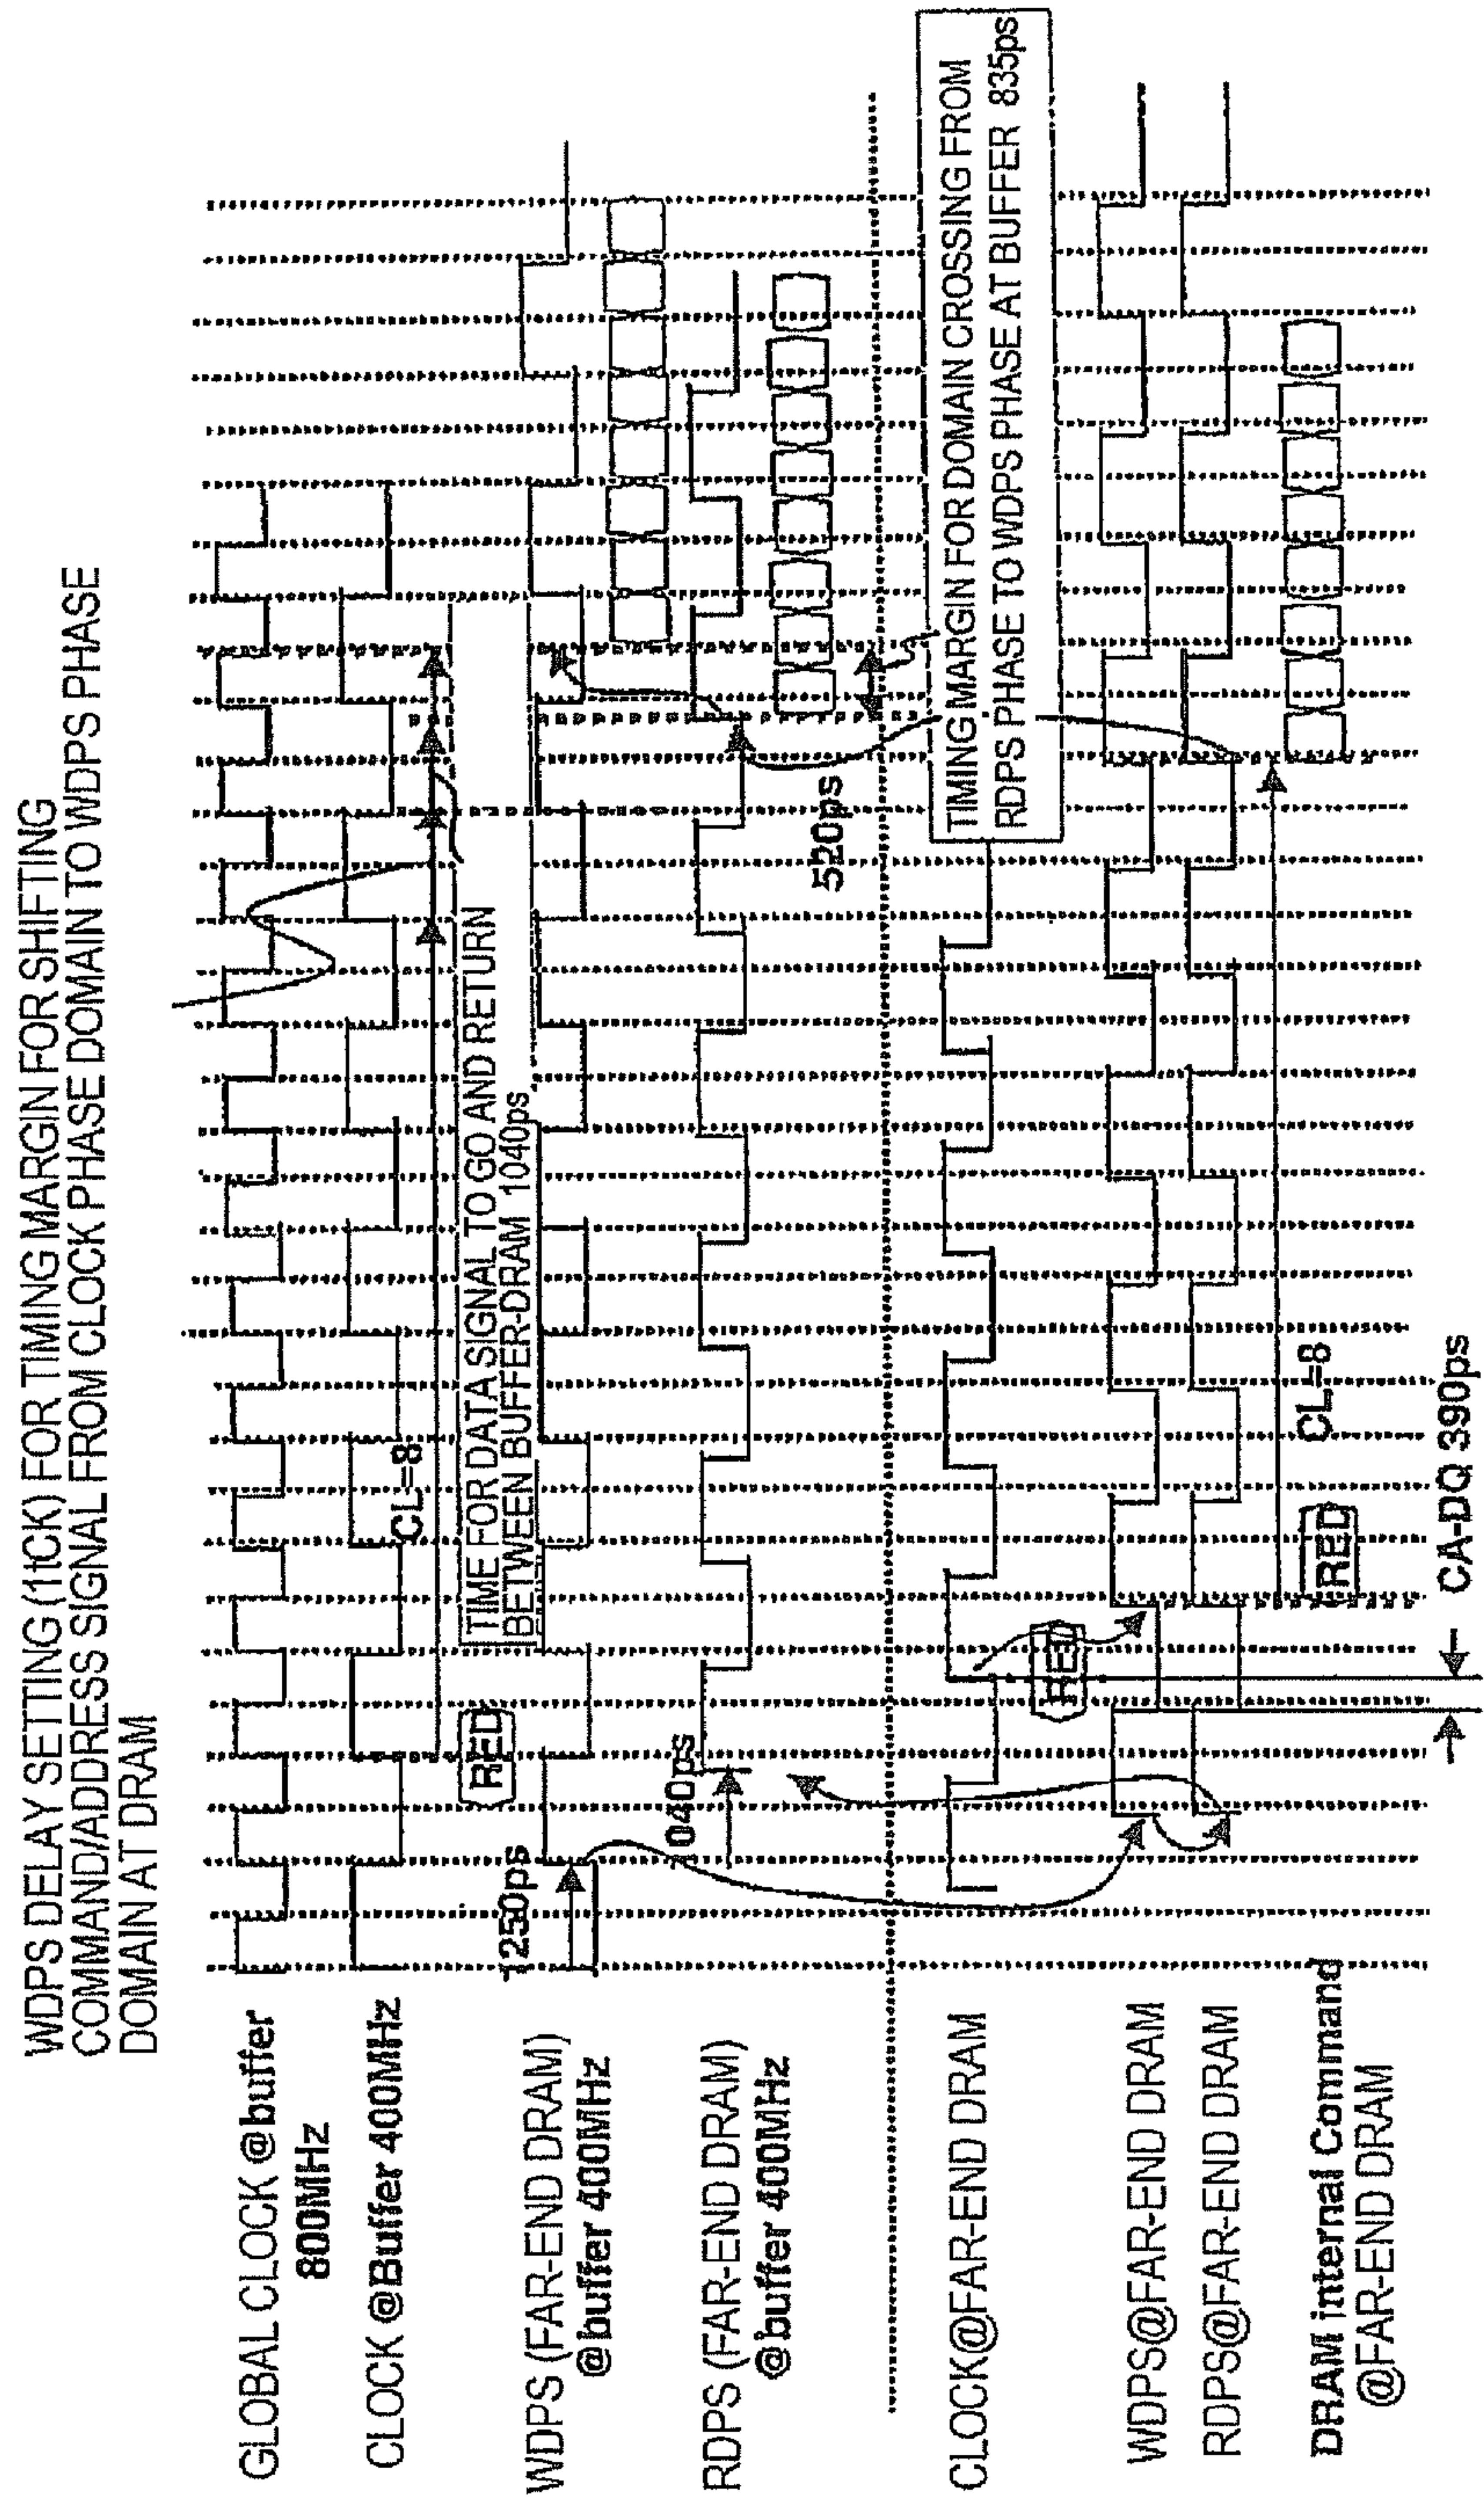 WDPS DELAY SETTING (1tCK) FOR TIMING MARGIN FOR SHIFTING
COMMAND/ADDRESS SIGNAL FROM CLOCK PHASE DOMAIN TO WDPS PHASE
DOMAIN AT DRAM
GLOBAL CLOCK @buffer
800MHz
CLOCK @Buffer 400MHz
CL=8
RED
TIME FOR DATA SIGNAL TO GO AND RETURN
BETWEEN BUFFER-DRAM 1040ps
WDPS (FAR-END DRAM)
@buffer 400MHz
1250ps
RDPS (FAR-END DRAM)
@buffer 400MHz
1040ps
520ps
TIMING MARGIN FOR DOMAIN CROSSING FROM
RDPS PHASE TO WDPS PHASE AT BUFFER 835ps
CLOCK@FAR-END DRAM
RED
WDPS@FAR-END DRAM
RDPS@FAR-END DRAM
DRAM internal Command
@FAR-END DRAM
RED
CL=8
CA-DQ 390ps